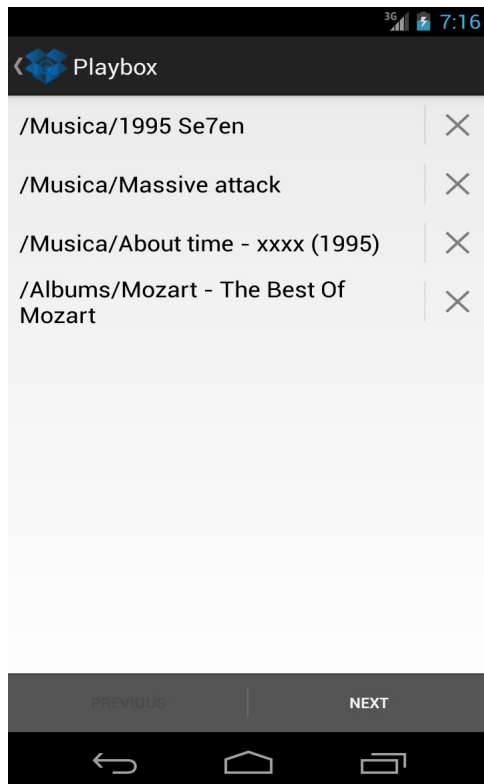 3G 7:16
Playbox
/Musica/1995 Se7en
/Musica/Massive attack
/Musica/About time - xxxx (1995)
/Albums/Mozart - The Best Of
Mozart
PREVIOUS NEXT